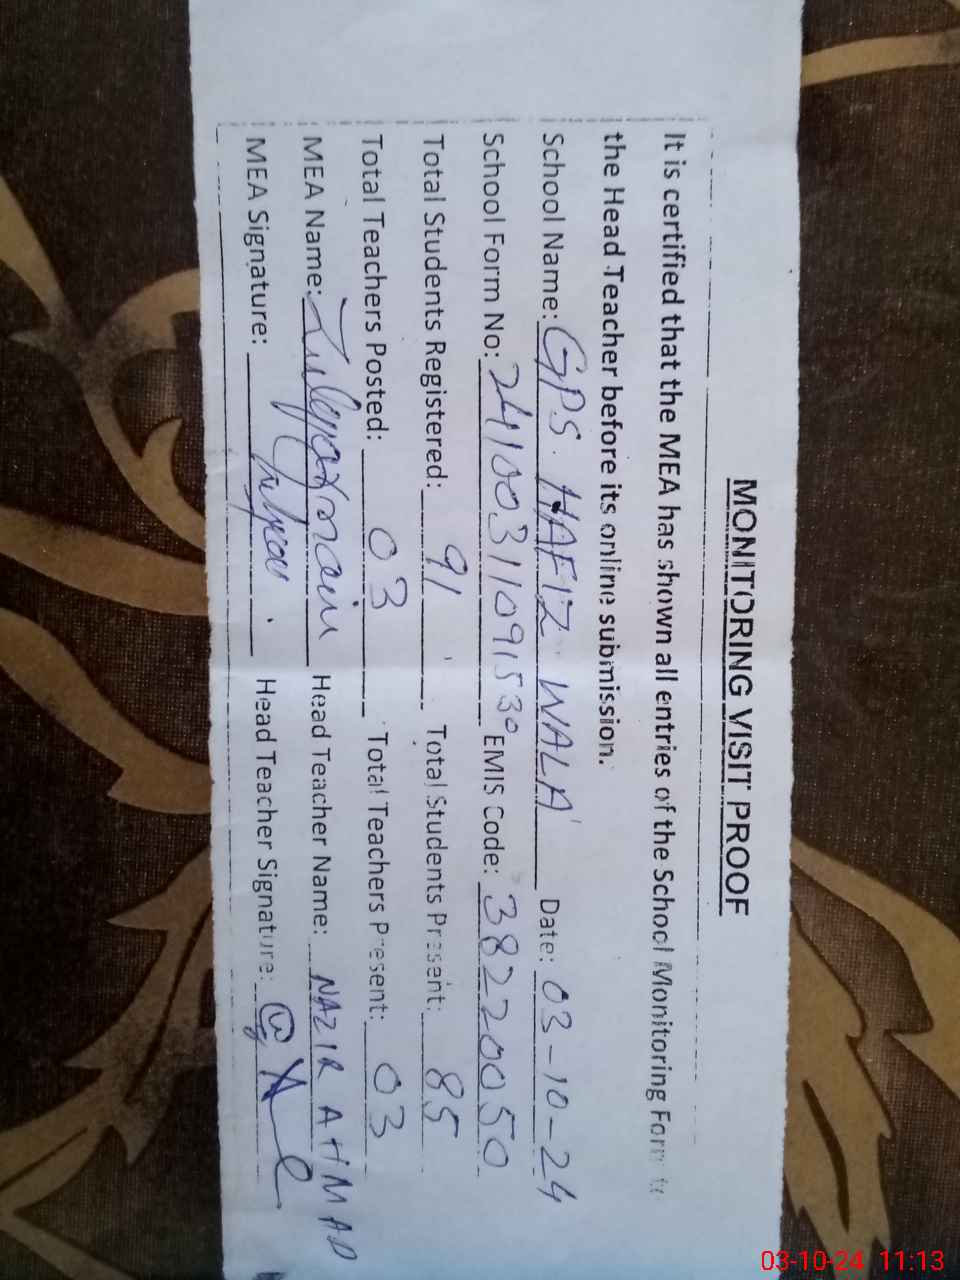 MONITORING VISIT PROOF
It is certified that the MEA has shown all entries of the School Monitoring Form to
the Head Teacher before its online submission.
School Name: GPS. HAFIZ WALA Date: 03-10-24
School Form No: 24100311091530 EMIS Code: 38220050
Total Students Registered: 91 Total Students Present: 85
Total Teachers Posted: 03 Total Teachers Present: 03
MEA Name: Zulqarnain Head Teacher Name: NAZIR AHMAD
MEA Signature: Head Teacher Signature:
03-10-24 11:13